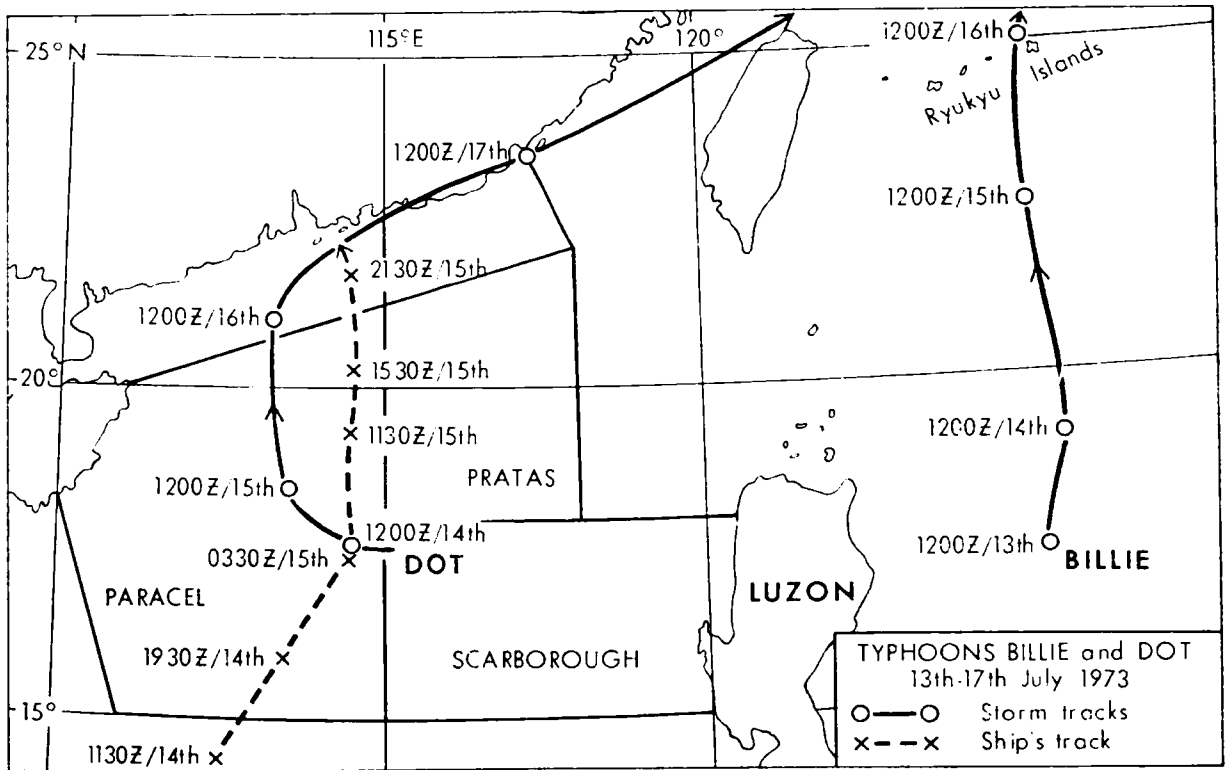 25°N
115°E
120°
1200Z/16th
Ryukyu Islands
1200Z/17th
1200Z/15th
2130Z/15th
1200Z/16th
20°
1530Z/15th
1130Z/15th
1200Z/14th
1200Z/15th
PRATAS
1200Z/14th
0330Z/15th
DOT
1200Z/13th
BILLIE
PARACEL
LUZON
1930Z/14th
SCARBOROUGH
15°
1130Z/14th
TYPHOONS BILLIE and DOT
13th-17th July 1973
Storm tracks
Ship's track